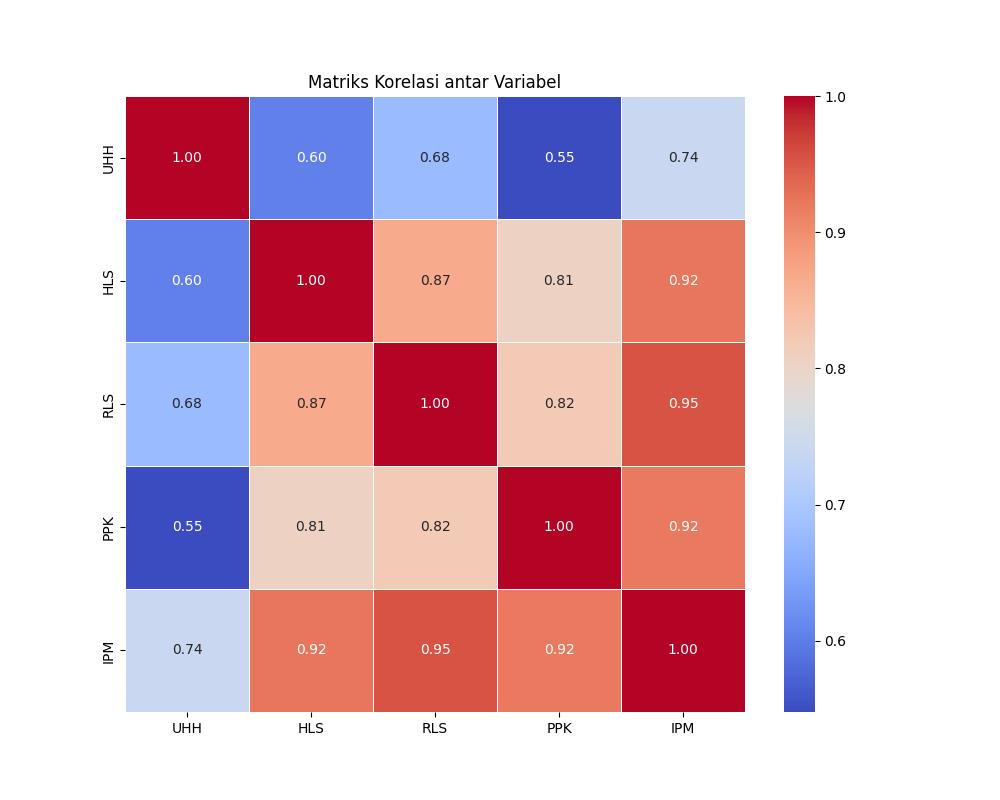 Matriks Korelasi antar Variabel
UHH 1.00 0.60 0.68 0.55 0.74
HLS 0.60 1.00 0.87 0.81 0.92
RLS 0.68 0.87 1.00 0.82 0.95
PPK 0.55 0.81 0.82 1.00 0.92
IPM 0.74 0.92 0.95 0.92 1.00
UHH HLS RLS PPK IPM
1.0
0.9
0.8
0.7
0.6